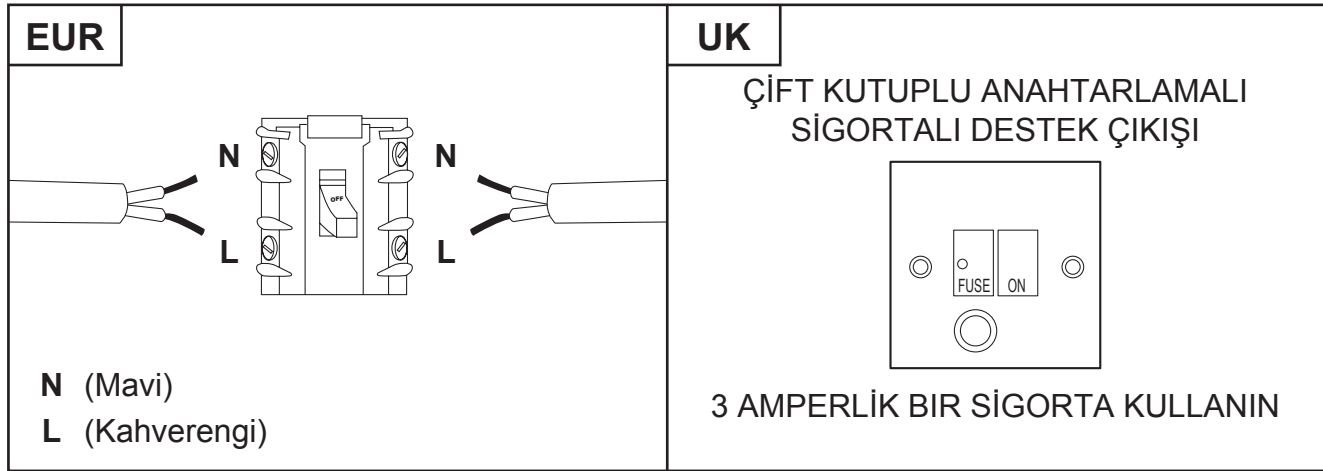 EUR
N N
OFF
L L
N (Mavi)
L (Kahverengi)
UK
ÇİFT KUTUPLU ANAHTARLAMALI
SİGORTALI DESTEK ÇIKIŞI
FUSE ON
3 AMPERLİK BIR SİGORTA KULLANIN